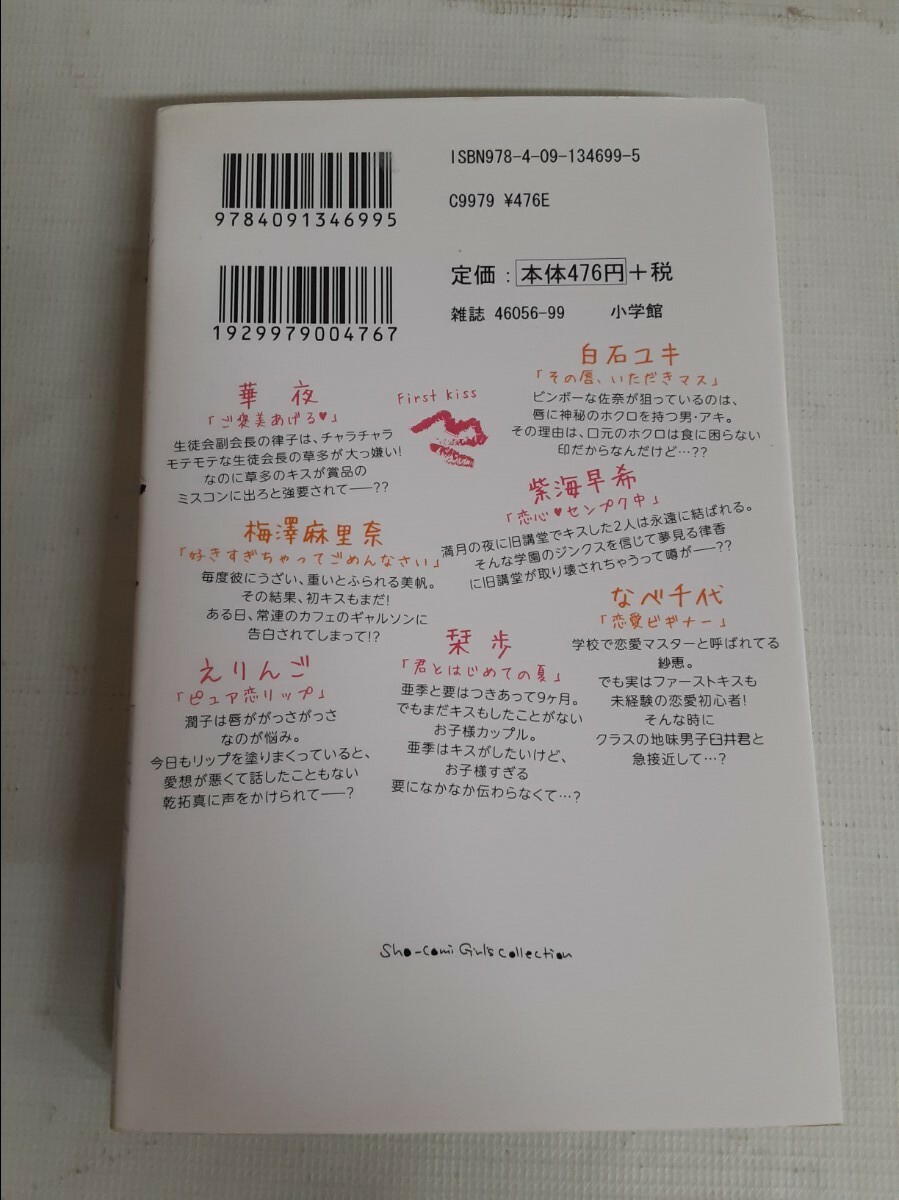 ISBN978-4-09-134699-5
9784091346995
C9979 ¥476E
定価：本体476円＋税
1929979004767
雑誌 46056-99 小学館
First Kiss
華夜
「ご褒美あげる♥」
生徒会副会長の律子は、チャラチャラ
モテモテな生徒会長の草多が大っ嫌い!
なのに草多のキスが賞品の
ミスコンに出ろと強要されて──??
白石ユキ
「その唇、いただきマス」
ビンボーな佐奈が狙っているのは、
唇に神秘のホクロを持つ男・アキ。
その理由は、口元のホクロは食に困らない
印だからなんだけど…??
紫海早希
「恋心♥センプク中」
満月の夜に旧講堂でキスした2人は永遠に結ばれる。
そんな学園のジンクスを信じて夢見る律香
に旧講堂が取り壊されちゃうって噂が──??
梅澤麻里奈
「好きすぎちゃってごめんなさい」
毎度彼にうざい、重いとふられる美帆。
その結果、初キスもまだ!
ある日、常連のカフェのギャルソンに
告白されてしまって!?
なべ千代
「恋愛ビギナー」
学校で恋愛マスターと呼ばれてる
紗恵。
でも実はファーストキスも
未経験の恋愛初心者!
そんな時に
クラスの地味男子臼井君と
急接近して…?
えりんご
「ピュア恋リップ」
潤子は唇ががっさがっさ
なのが悩み。
今日もリップを塗りまくっていると、
愛想が悪くて話したこともない
乾拓真に声をかけられて──?
栞歩
「君とはじめての夏」
亜季と要はつきあって9ヶ月。
でもまだキスもしたことがない
お子様カップル。
亜季はキスがしたいけど、
お子様すぎる
要になかなか伝わらなくて…?
Sho-Comi Girls Collection